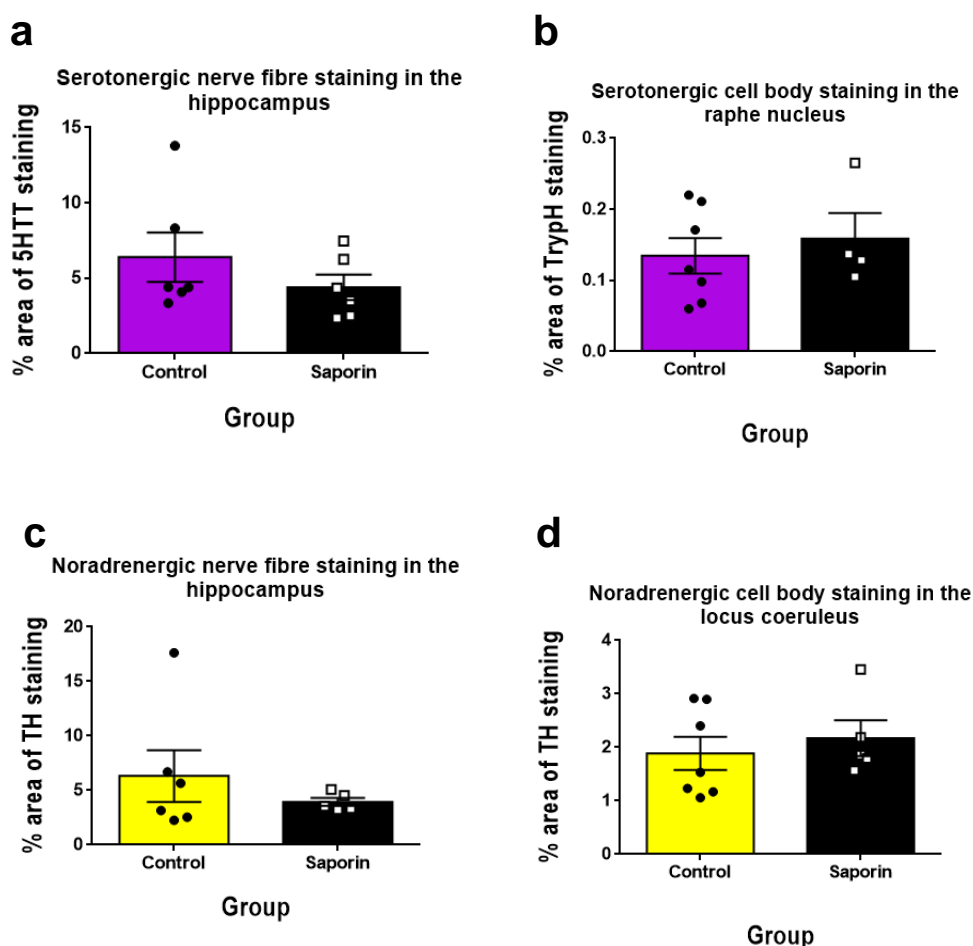 a
Serotonergic nerve fibre staining in the
hippocampus
% area of 5HTT staining
15
10
5
0
Control
Saporin
Group
b
Serotonergic cell body staining in the
raphe nucleus
% area of TrypH staining
0.3
0.2
0.1
0.0
Control
Saporin
Group
c
Noradrenergic nerve fibre staining in the
hippocampus
% area of TH staining
20
15
10
5
0
Control
Saporin
Group
d
Noradrenergic cell body staining in the
locus coeruleus
% area of TH staining
4
3
2
1
0
Control
Saporin
Group